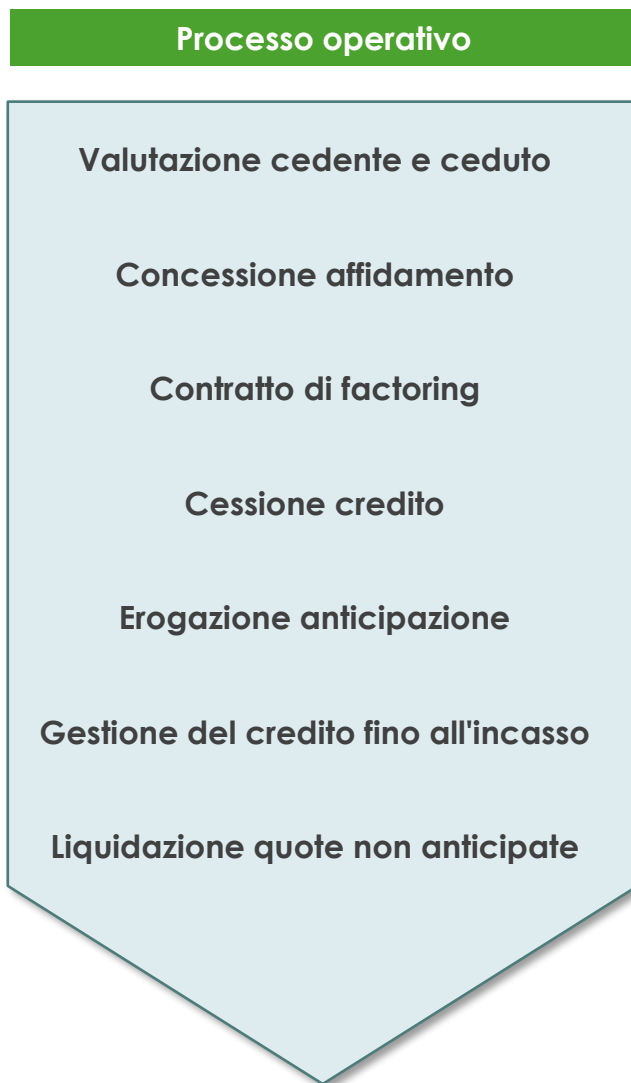 Processo operativo
Valutazione cedente e ceduto
Concessione affidamento
Contratto di factoring
Cessione credito
Erogazione anticipazione
Gestione del credito fino all'incasso
Liquidazione quote non anticipate